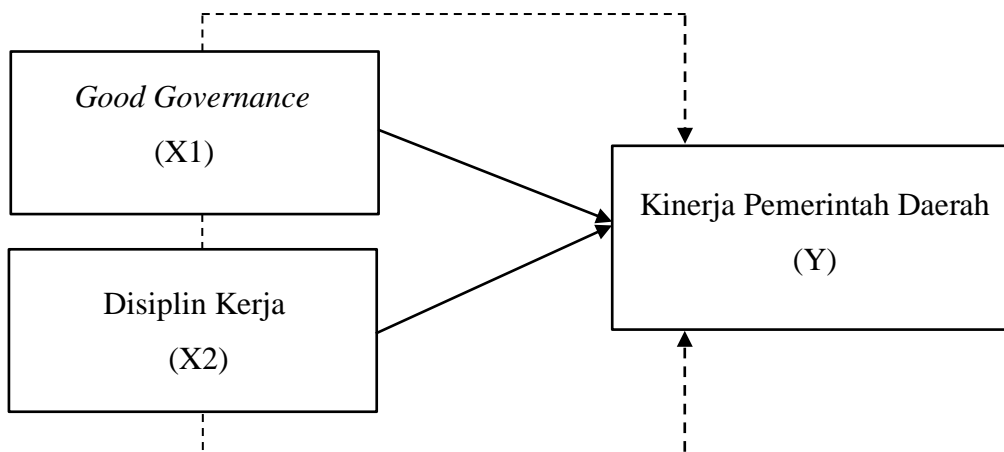 Good Governance
(X1)
Disiplin Kerja
(X2)
Kinerja Pemerintah Daerah
(Y)